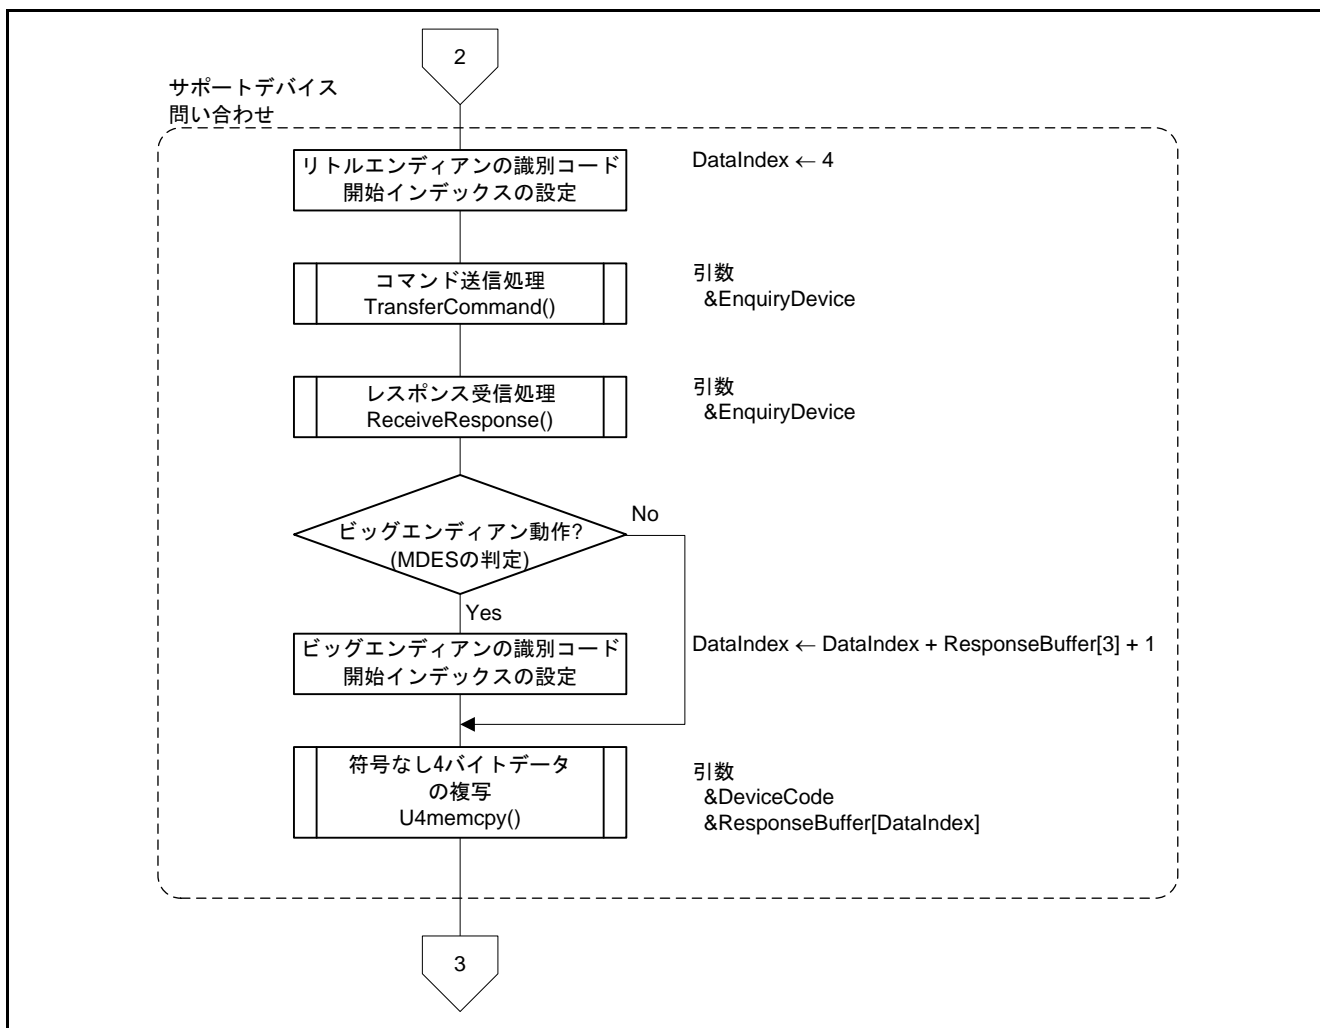 2
サポートデバイス
問い合わせ
リトルエンディアンの識別コード
開始インデックスの設定
DataIndex ← 4
コマンド送信処理
TransferCommand()
引数
&EnquiryDevice
レスポンス受信処理
ReceiveResponse()
引数
&EnquiryDevice
ビッグエンディアン動作?
(MDESの判定)
No
Yes
ビッグエンディアンの識別コード
開始インデックスの設定
DataIndex ← DataIndex + ResponseBuffer[3] + 1
符号なし4バイトデータ
の複写
U4memcpy()
引数
&DeviceCode
&ResponseBuffer[DataIndex]
3